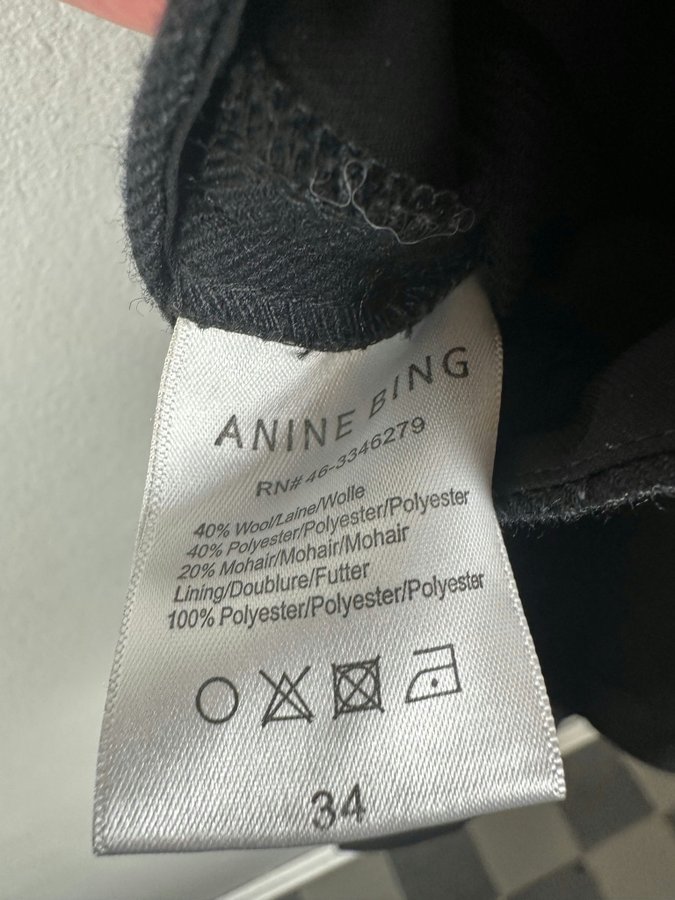 ANINE BING
RN# 46-3346279
40% Wool/Laine/Wolle
40% Polyester/Polyester/Polyester
20% Mohair/Mohair/Mohair
Lining/Doublure/Futter
100% Polyester/Polyester/Polyester
34